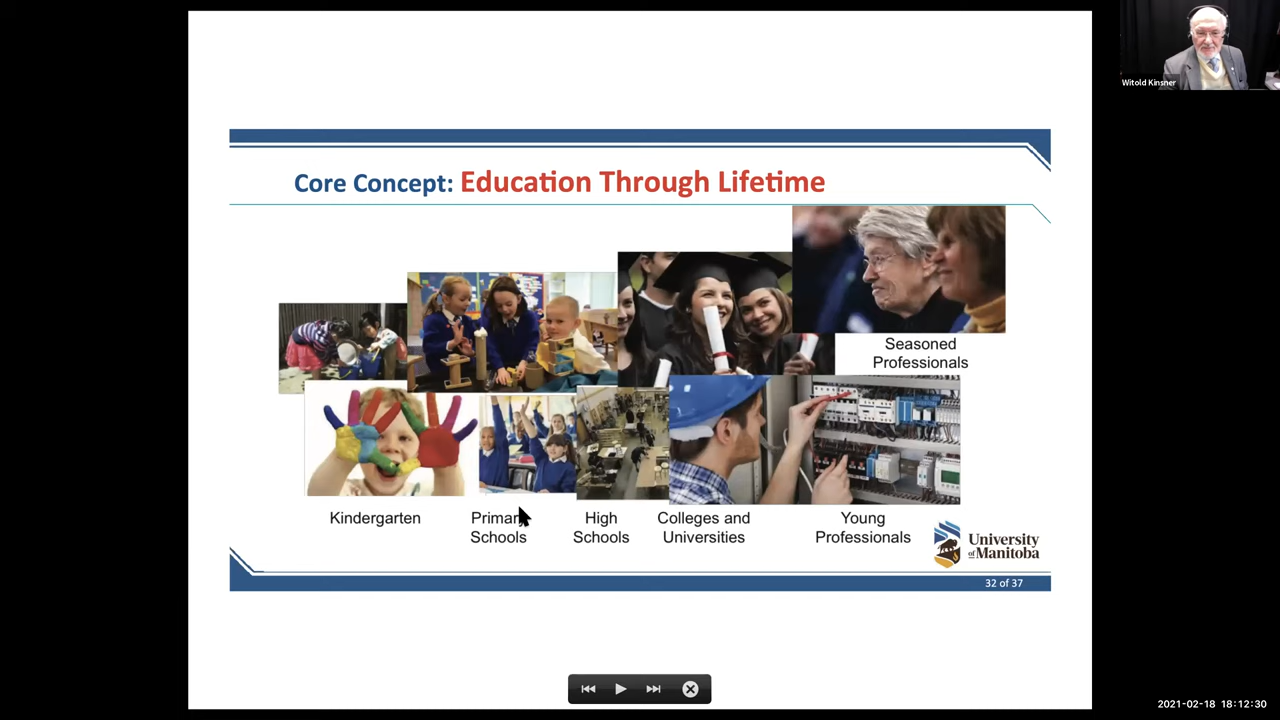 Witold Kinsner
Core Concept: Education Through Lifetime
Seasoned
Professionals
Kindergarten
Primary
Schools
High
Schools
Colleges and
Universities
Young
Professionals
University
of Manitoba
32 of 37
2021-02-18 18:12:30